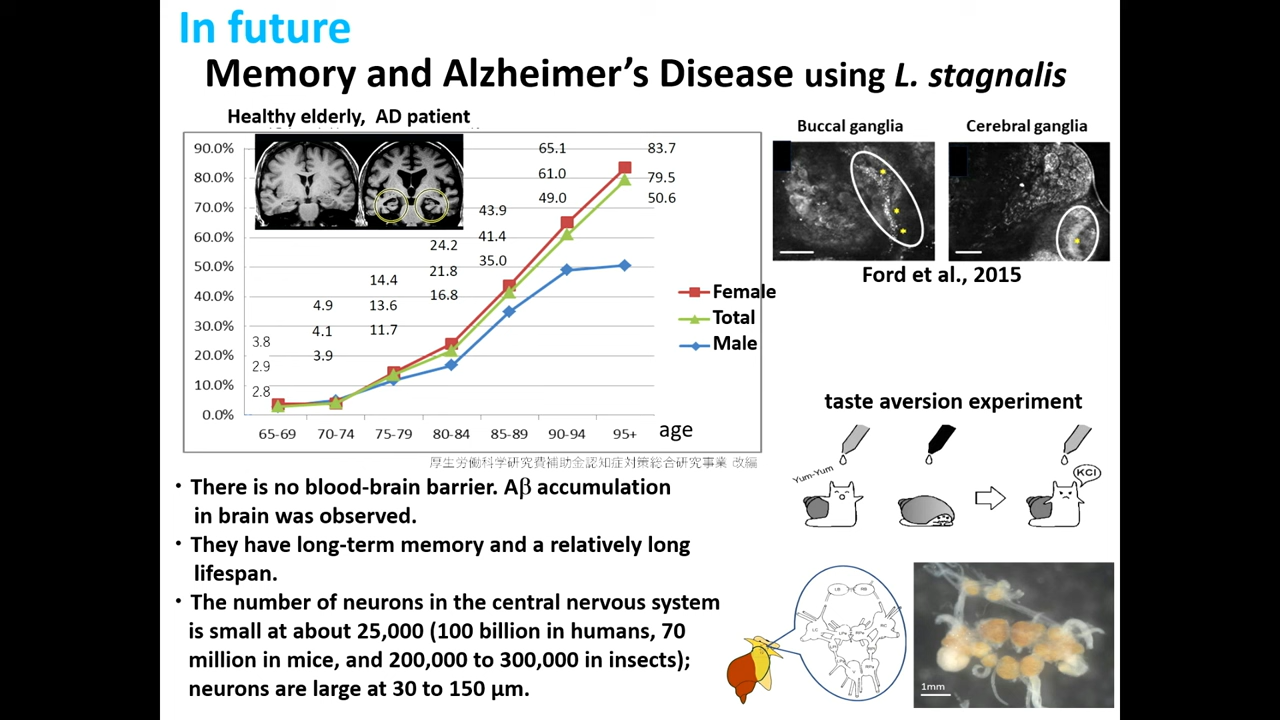 In future
Memory and Alzheimer's Disease using L. stagnalis
Healthy elderly, AD patient
90.0%
80.0%
70.0%
60.0%
50.0%
40.0%
30.0%
20.0%
10.0%
0.0%
3.8
2.9
2.8
4.9
4.1
3.9
14.4
13.6
11.7
24.2
21.8
16.8
43.9
41.4
35.0
65.1
61.0
49.0
83.7
79.5
50.6
65-69 70-74 75-79 80-84 85-89 90-94 95+ age
Female
Total
Male
厚生労働科学研究費補助金認知症対策総合研究事業 改編
Buccal ganglia
Cerebral ganglia
Ford et al., 2015
taste aversion experiment
Yum-Yum
KCl
・There is no blood-brain barrier. Aβ accumulation
in brain was observed.
・They have long-term memory and a relatively long
lifespan.
・The number of neurons in the central nervous system
is small at about 25,000 (100 billion in humans, 70
million in mice, and 200,000 to 300,000 in insects);
neurons are large at 30 to 150 μm.
1mm